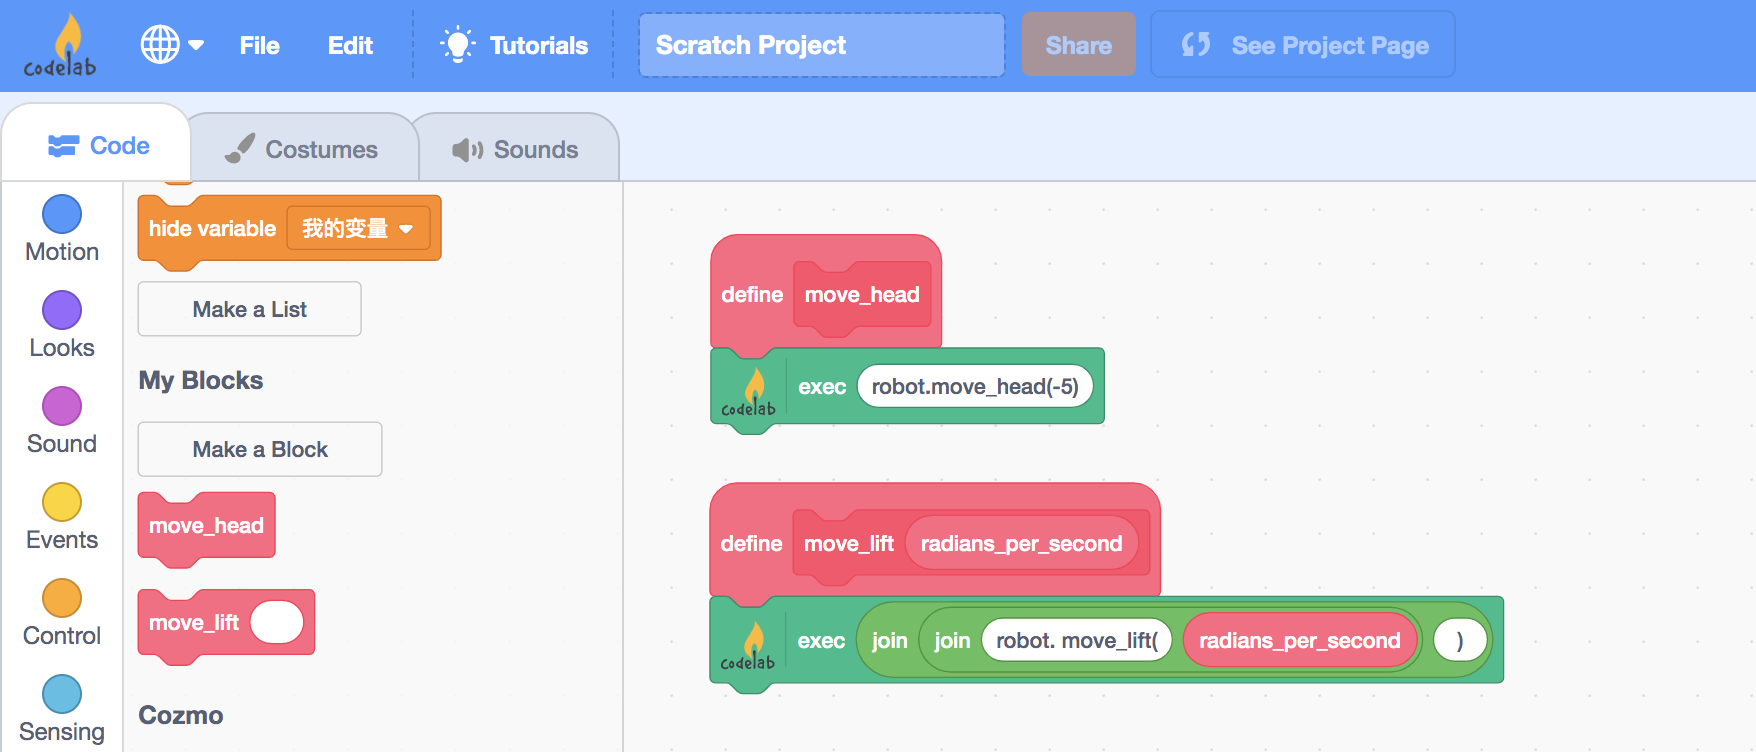 codelab File Edit Tutorials Scratch Project Share See Project Page
Code Costumes Sounds
Motion
Looks
Sound
Events
Control
Sensing
hide variable 我的变量
Make a List
My Blocks
Make a Block
move_head
move_lift
Cozmo
define move_head
codelab exec robot.move_head(-5)
define move_lift radians_per_second
codelab exec join join robot. move_lift( radians_per_second )